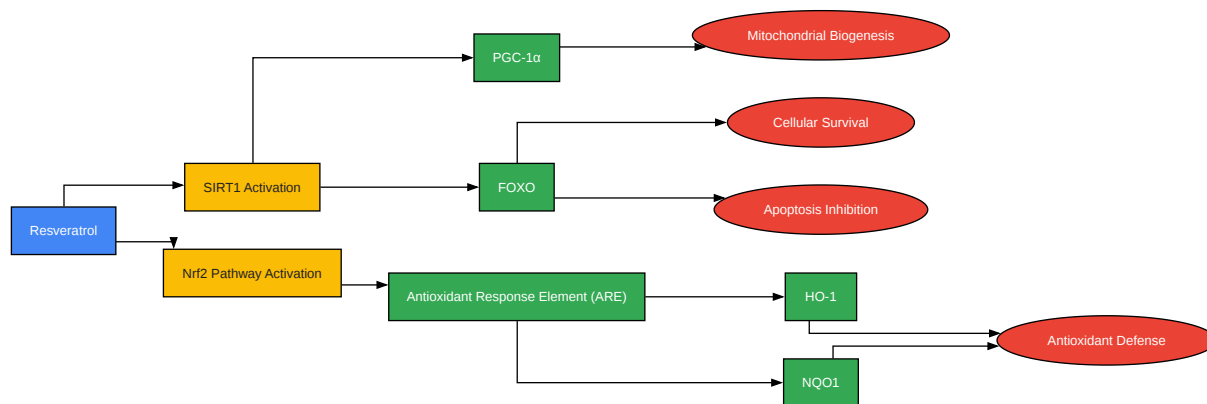 Mitochondrial Biogenesis
PGC-1α
Cellular Survival
SIRT1 Activation
FOXO
Apoptosis Inhibition
Resveratrol
Nrf2 Pathway Activation
Antioxidant Response Element (ARE)
HO-1
Antioxidant Defense
NQO1